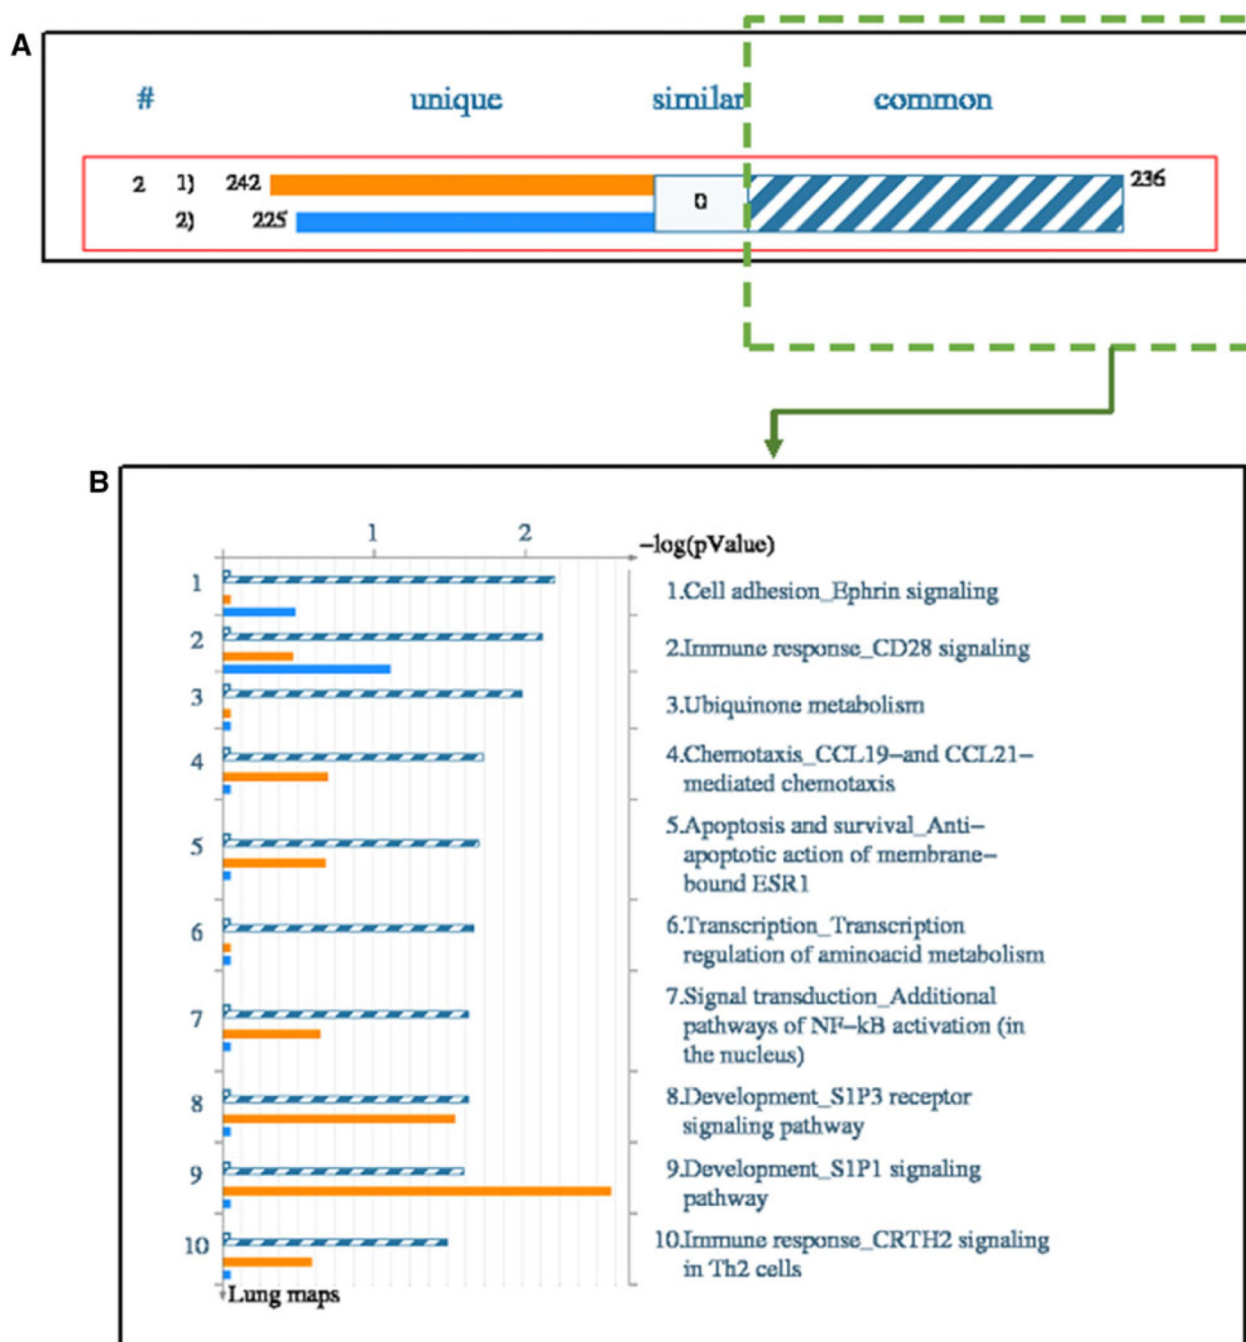 A
# unique similar common
2 1) 242 0 236
2) 225
B
1 2 −log(pValue)
1 1.Cell adhesion_Ephrin signaling
2 2.Immune response_CD28 signaling
3 3.Ubiquinone metabolism
4 4.Chemotaxis_CCL19−and CCL21−
mediated chemotaxis
5 5.Apoptosis and survival_Anti−
apoptotic action of membrane−
bound ESR1
6 6.Transcription_Transcription
regulation of aminoacid metabolism
7 7.Signal transduction_Additional
pathways of NF−kB activation (in
the nucleus)
8 8.Development_S1P3 receptor
signaling pathway
9 9.Development_S1P1 signaling
pathway
10 10.Immune response_CRTH2 signaling
in Th2 cells
Lung maps